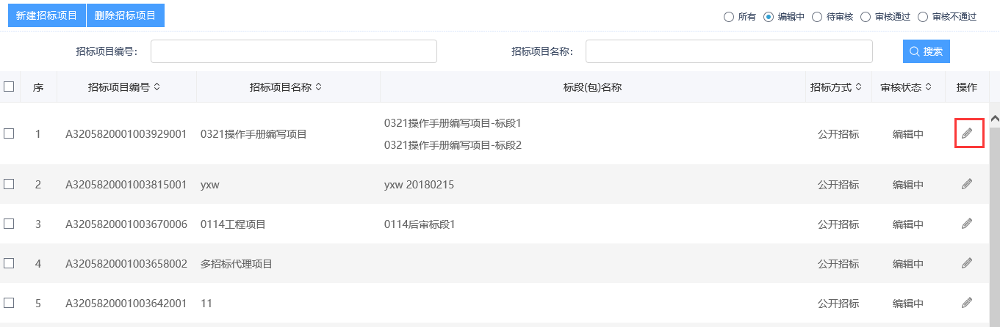 新建招标项目 删除招标项目 所有 编辑中 待审核 审核通过 审核不通过
招标项目编号： 招标项目名称： 搜索
序 招标项目编号 招标项目名称 标段(包)名称 招标方式 审核状态 操作
0321操作手册编写项目-标段1
1 A3205820001003929001 0321操作手册编写项目 公开招标 编辑中
0321操作手册编写项目-标段2
2 A3205820001003815001 yxw yxw 20180215 公开招标 编辑中
3 A3205820001003670006 0114工程项目 0114后审标段1 公开招标 编辑中
4 A3205820001003658002 多招标代理项目 公开招标 编辑中
5 A3205820001003642001 11 公开招标 编辑中